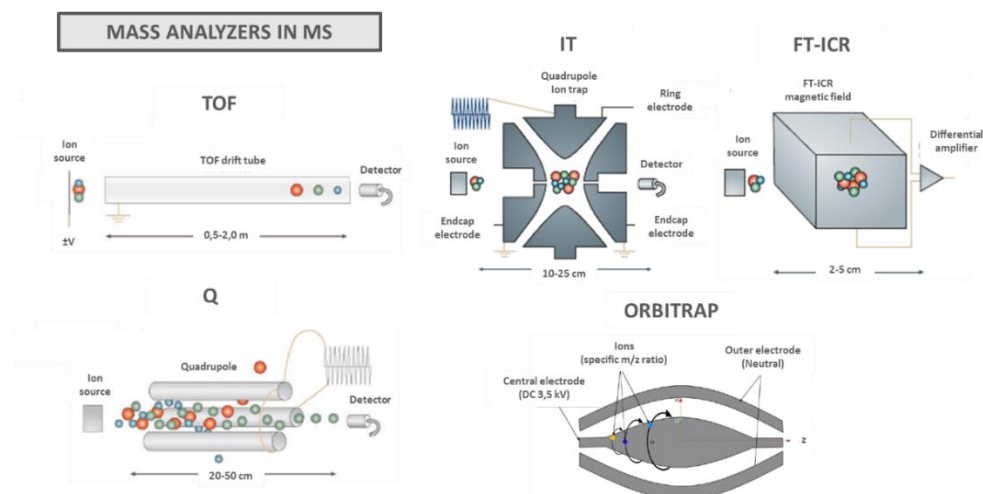 MASS ANALYZERS IN MS
TOF
Ion
source
TOF drift tube
Detector
±V
0,5-2,0 m
IT
Quadrupole
Ion trap
Ring
electrode
Ion
source
Detector
Endcap
electrode
Endcap
electrode
10-25 cm
FT-ICR
FT-ICR
magnetic field
Ion
source
Differential
amplifier
2-5 cm
Q
Quadrupole
Ion
source
Detector
20-50 cm
ORBITRAP
Ions
(specific m/z ratio)
Outer electrode
(Neutral)
Central electrode
(DC 3,5 kV)
z